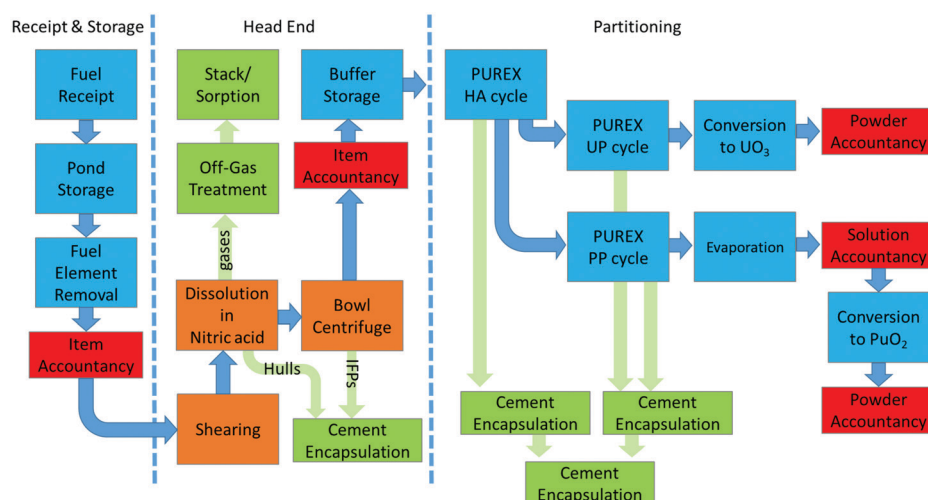 Receipt & Storage
Fuel
Receipt
Pond
Storage
Fuel
Element
Removal
Item
Accountancy
Head End
Stack/
Sorption
Off-Gas
Treatment
gases
Dissolution
in
Nitric acid
Hulls
Shearing
Buffer
Storage
Item
Accountancy
Bowl
Centrifuge
IFPs
Cement
Encapsulation
Partitioning
PUREX
HA cycle
PUREX
UP cycle
Conversion
to UO₃
Powder
Accountancy
PUREX
PP cycle
Evaporation
Solution
Accountancy
Conversion
to PuO₂
Powder
Accountancy
Cement
Encapsulation
Cement
Encapsulation
Cement
Encapsulation